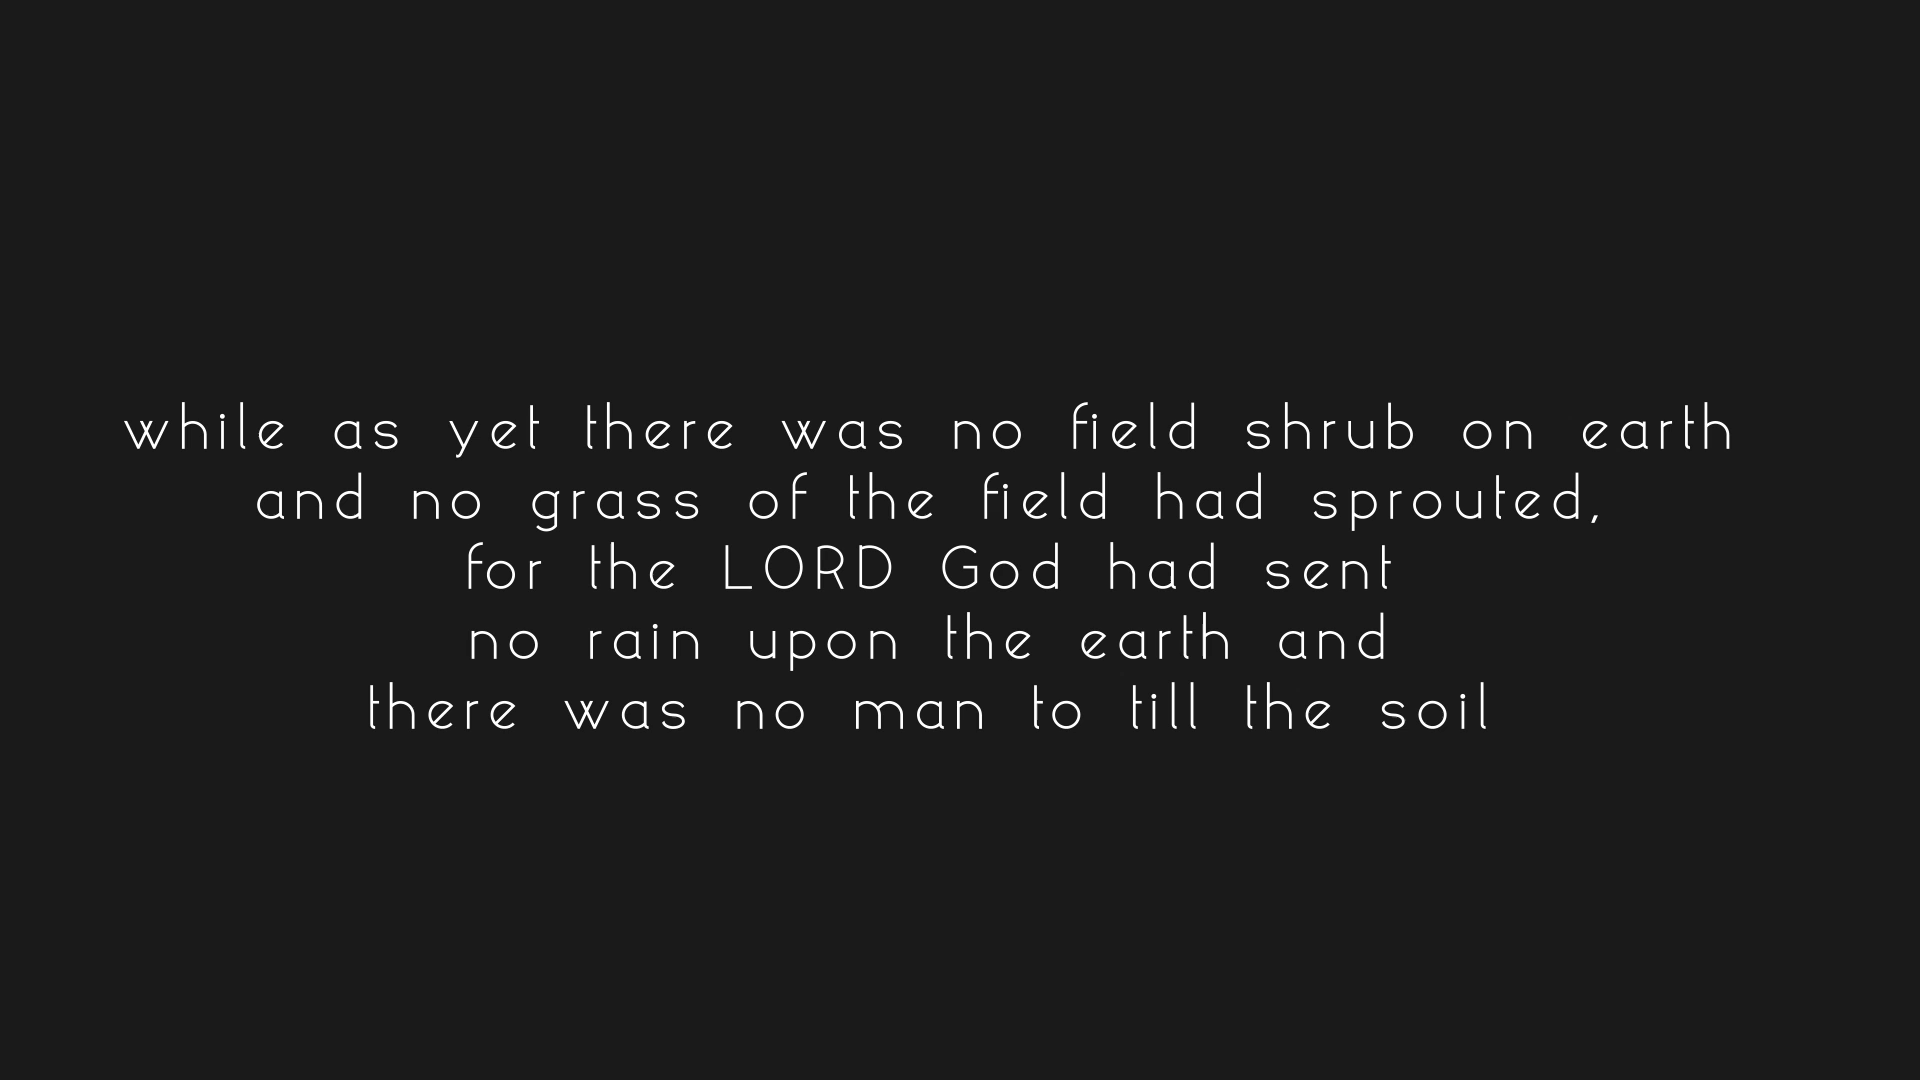 while as yet there was no field shrub on earth
and no grass of the field had sprouted,
for the LORD God had sent
no rain upon the earth and
there was no man to till the soil